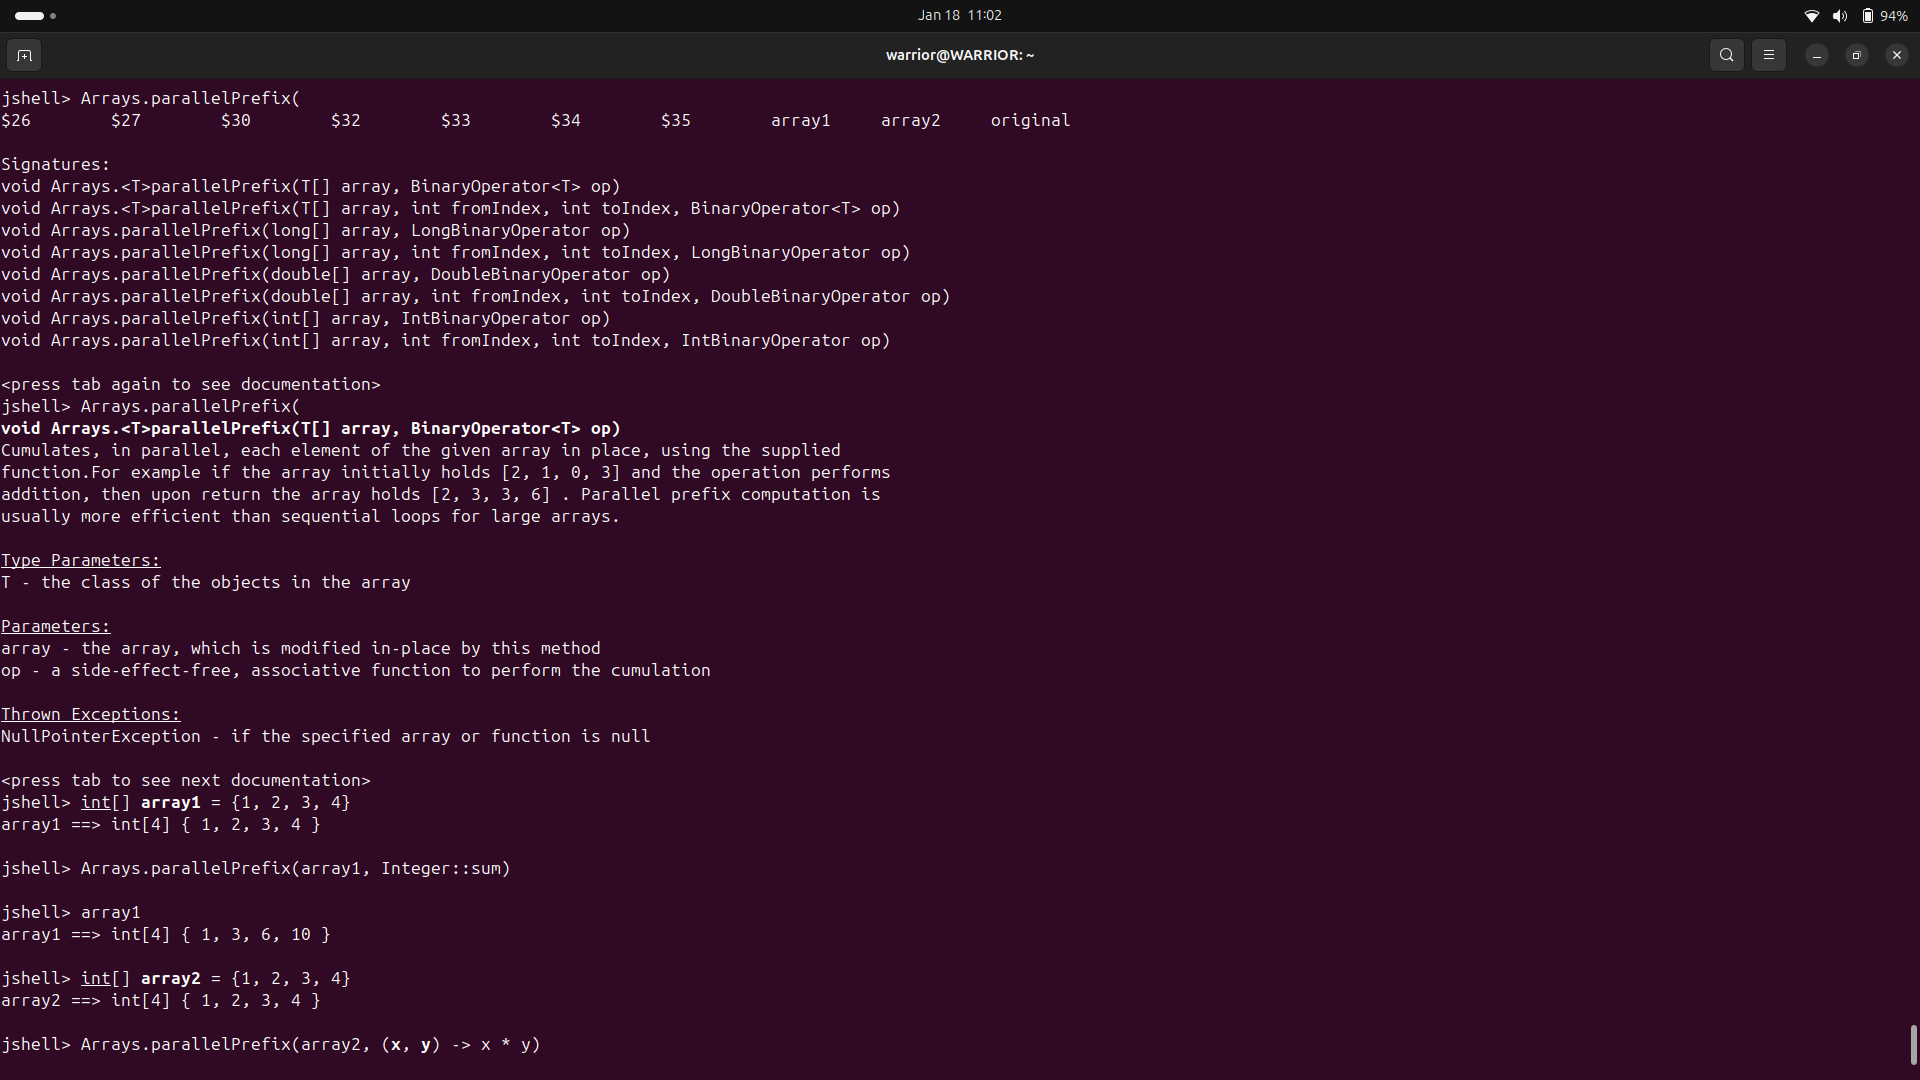 Jan 18 11:02
94%
warrior@WARRIOR: ~
jshell> Arrays.parallelPrefix(
$26 $27 $30 $32 $33 $34 $35 array1 array2 original
Signatures:
void Arrays.<T>parallelPrefix(T[] array, BinaryOperator<T> op)
void Arrays.<T>parallelPrefix(T[] array, int fromIndex, int toIndex, BinaryOperator<T> op)
void Arrays.parallelPrefix(long[] array, LongBinaryOperator op)
void Arrays.parallelPrefix(long[] array, int fromIndex, int toIndex, LongBinaryOperator op)
void Arrays.parallelPrefix(double[] array, DoubleBinaryOperator op)
void Arrays.parallelPrefix(double[] array, int fromIndex, int toIndex, DoubleBinaryOperator op)
void Arrays.parallelPrefix(int[] array, IntBinaryOperator op)
void Arrays.parallelPrefix(int[] array, int fromIndex, int toIndex, IntBinaryOperator op)
<press tab again to see documentation>
jshell> Arrays.parallelPrefix(
void Arrays.<T>parallelPrefix(T[] array, BinaryOperator<T> op)
Cumulates, in parallel, each element of the given array in place, using the supplied
function.For example if the array initially holds [2, 1, 0, 3] and the operation performs
addition, then upon return the array holds [2, 3, 3, 6] . Parallel prefix computation is
usually more efficient than sequential loops for large arrays.
Type Parameters:
T - the class of the objects in the array
Parameters:
array - the array, which is modified in-place by this method
op - a side-effect-free, associative function to perform the cumulation
Thrown Exceptions:
NullPointerException - if the specified array or function is null
<press tab to see next documentation>
jshell> int[] array1 = {1, 2, 3, 4}
array1 ==> int[4] { 1, 2, 3, 4 }
jshell> Arrays.parallelPrefix(array1, Integer::sum)
jshell> array1
array1 ==> int[4] { 1, 3, 6, 10 }
jshell> int[] array2 = {1, 2, 3, 4}
array2 ==> int[4] { 1, 2, 3, 4 }
jshell> Arrays.parallelPrefix(array2, (x, y) -> x * y)